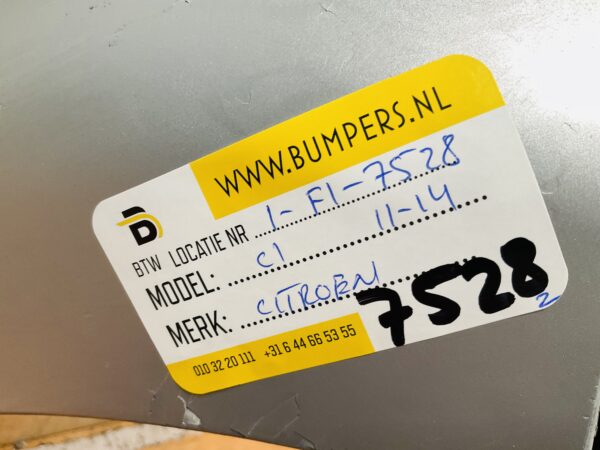 WWW.BUMPERS.NL
BTW LOCATIE NR 1-F1-7528
MODEL: C1 11-14
MERK: CITROEN
7528
2
010 32 20 111 +31 6 44 66 53 55